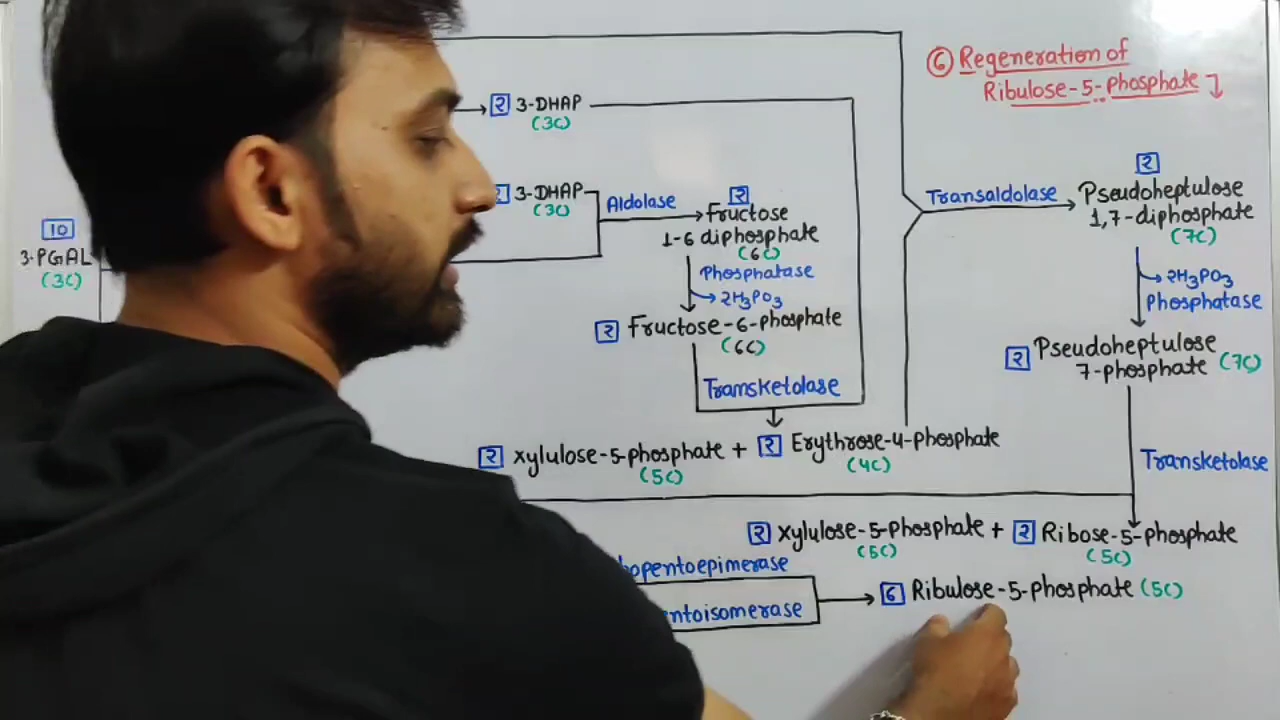 ⑥ Regeneration of
Ribulose-5-Phosphate
2 3-DHAP
(3C)
3-DHAP
(3C)
Aldolase
2
Fructose
1-6 diphosphate
(6C)
Phosphatase
2H3PO3
2 Fructose-6-phosphate
(6C)
Transketolase
10
3-PGAL
(3C)
Transaldolase
2
Pseudoheptulose
1,7-diphosphate
(7C)
2H3PO3
Phosphatase
2 Pseudoheptulose
7-phosphate (7C)
Transketolase
2 xylulose-5-phosphate + 2 Erythrose-4-phosphate
(5C) (4C)
2 xylulose-5-phosphate + 2 Ribose-5-phosphate
(5C) (5C)
6 Ribulose-5-phosphate (5C)